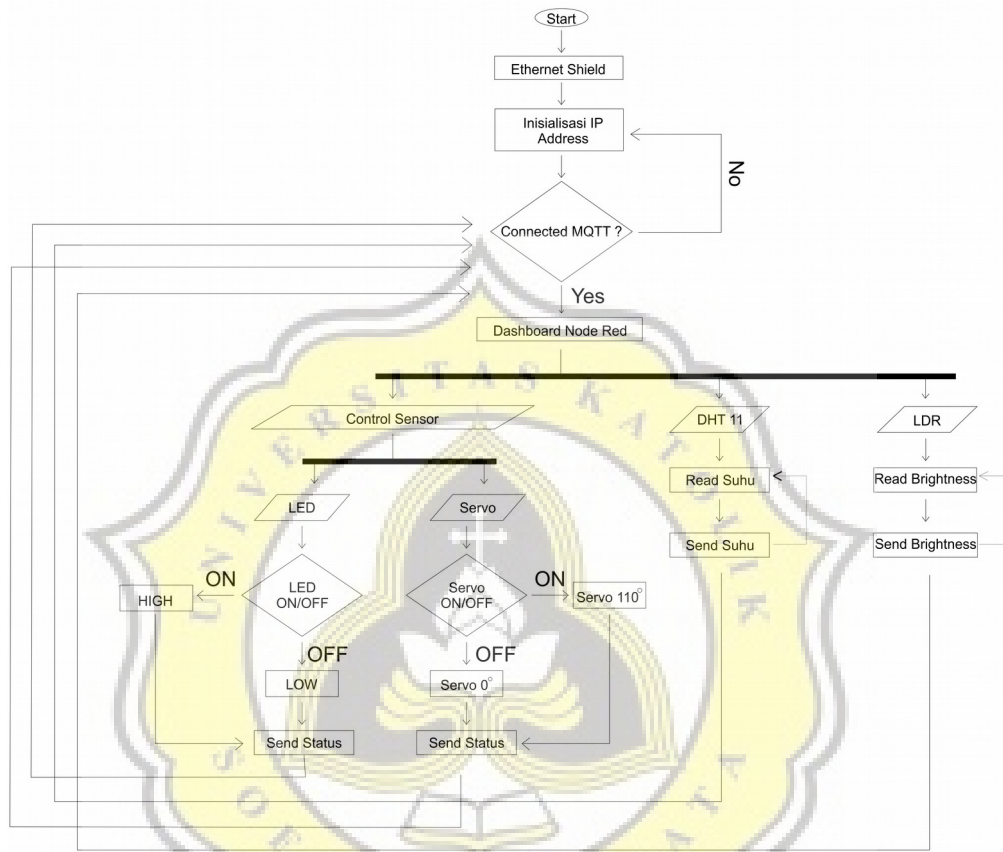 Start
Ethernet Shield
Inisialisasi IP
Address
No
Connected MQTT ?
Yes
Dashboard Node Red
UNIVERSITAS KATOLIK
Control Sensor
DHT 11
LDR
Read Suhu
Read Brightness
LED
Servo
Send Suhu
Send Brightness
ON
HIGH
LED
ON/OFF
Servo
ON/OFF
ON
Servo 110°
OFF
OFF
LOW
Servo 0°
Send Status
Send Status